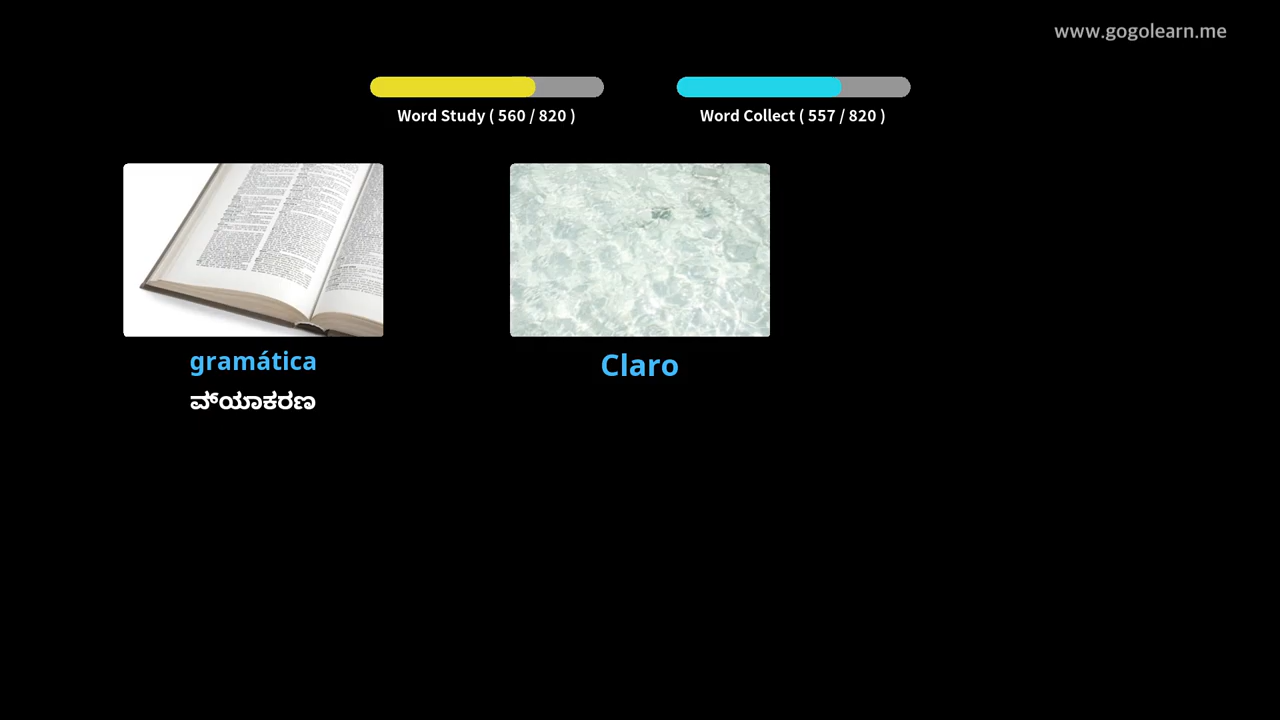 www.gogolearn.me
Word Study ( 560 / 820 )
Word Collect ( 557 / 820 )
gramática
ವ್ಯಾಕರಣ
Claro